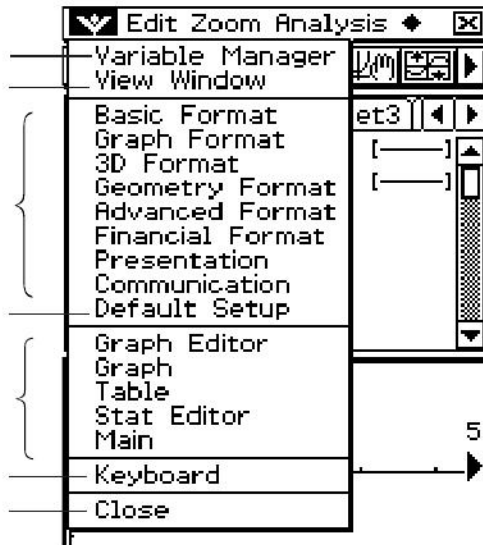 Edit Zoom Analysis
Variable Manager
View Window
et3
Basic Format
Graph Format
3D Format
Geometry Format
Advanced Format
Financial Format
Presentation
Communication
Default Setup
Graph Editor
Graph
Table
Stat Editor
Main
5
Keyboard
Close